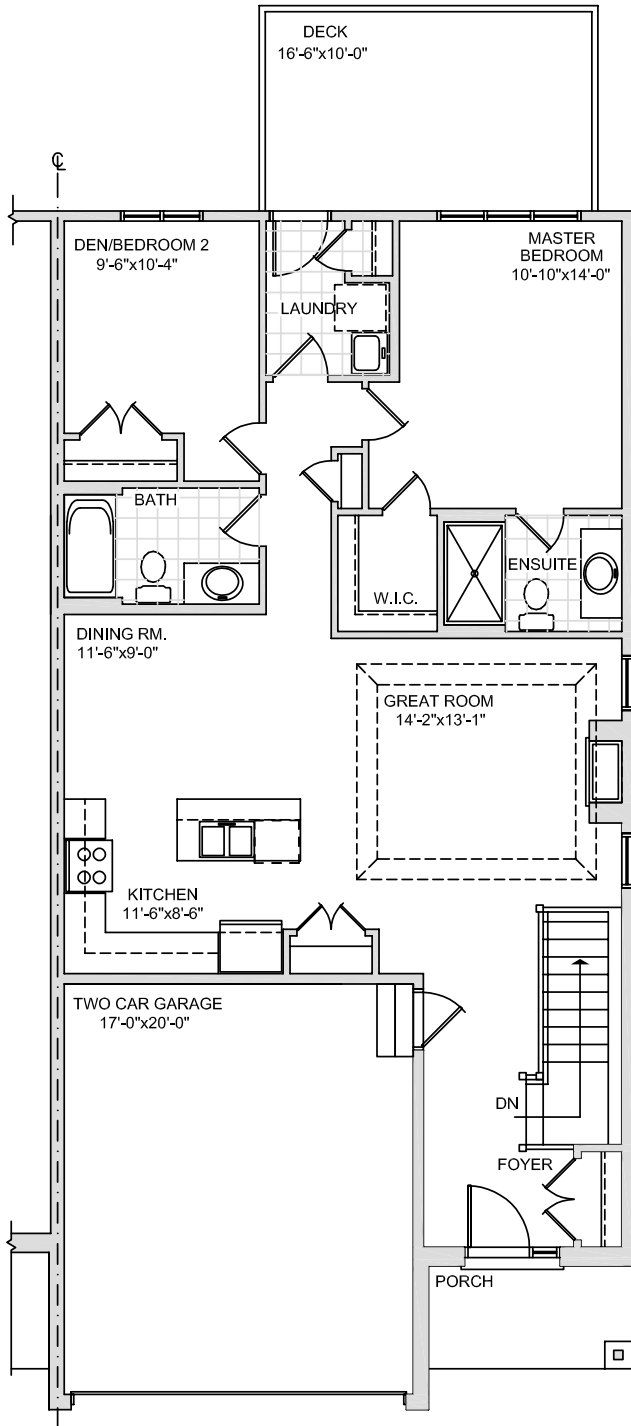 DECK
16'-6"x10'-0"
℄
DEN/BEDROOM 2
9'-6"x10'-4"
MASTER
BEDROOM
10'-10"x14'-0"
LAUNDRY
BATH
ENSUITE
W.I.C.
DINING RM.
11'-6"x9'-0"
GREAT ROOM
14'-2"x13'-1"
KITCHEN
11'-6"x8'-6"
TWO CAR GARAGE
17'-0"x20'-0"
DN
FOYER
PORCH